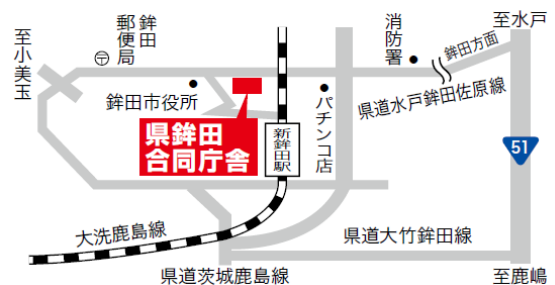 至水戸
鉾田
郵便局
消防署
鉾田方面
至小美玉
鉾田市役所
パチンコ店
県道水戸鉾田佐原線
県鉾田
合同庁舎
新鉾田駅
51
大洗鹿島線
県道大竹鉾田線
県道茨城鹿島線
至鹿嶋